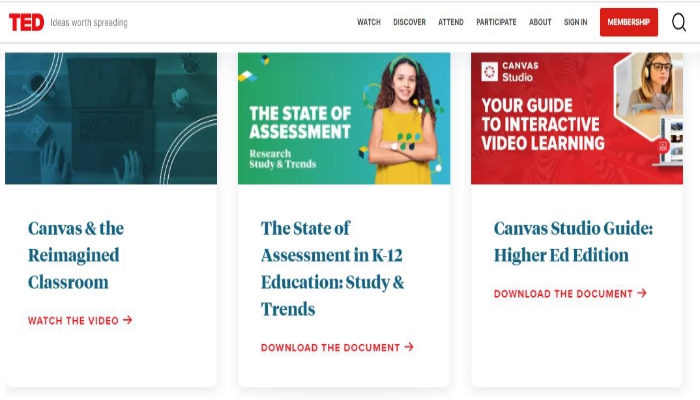 TED Ideas worth spreading WATCH DISCOVER ATTEND PARTICIPATE ABOUT SIGN IN MEMBERSHIP
THE STATE OF
ASSESSMENT
Research
Study & Trends
CANVAS
Studio
YOUR GUIDE
TO INTERACTIVE
VIDEO LEARNING
Canvas & the
Reimagined
Classroom
WATCH THE VIDEO →
The State of
Assessment in K-12
Education: Study &
Trends
DOWNLOAD THE DOCUMENT →
Canvas Studio Guide:
Higher Ed Edition
DOWNLOAD THE DOCUMENT →